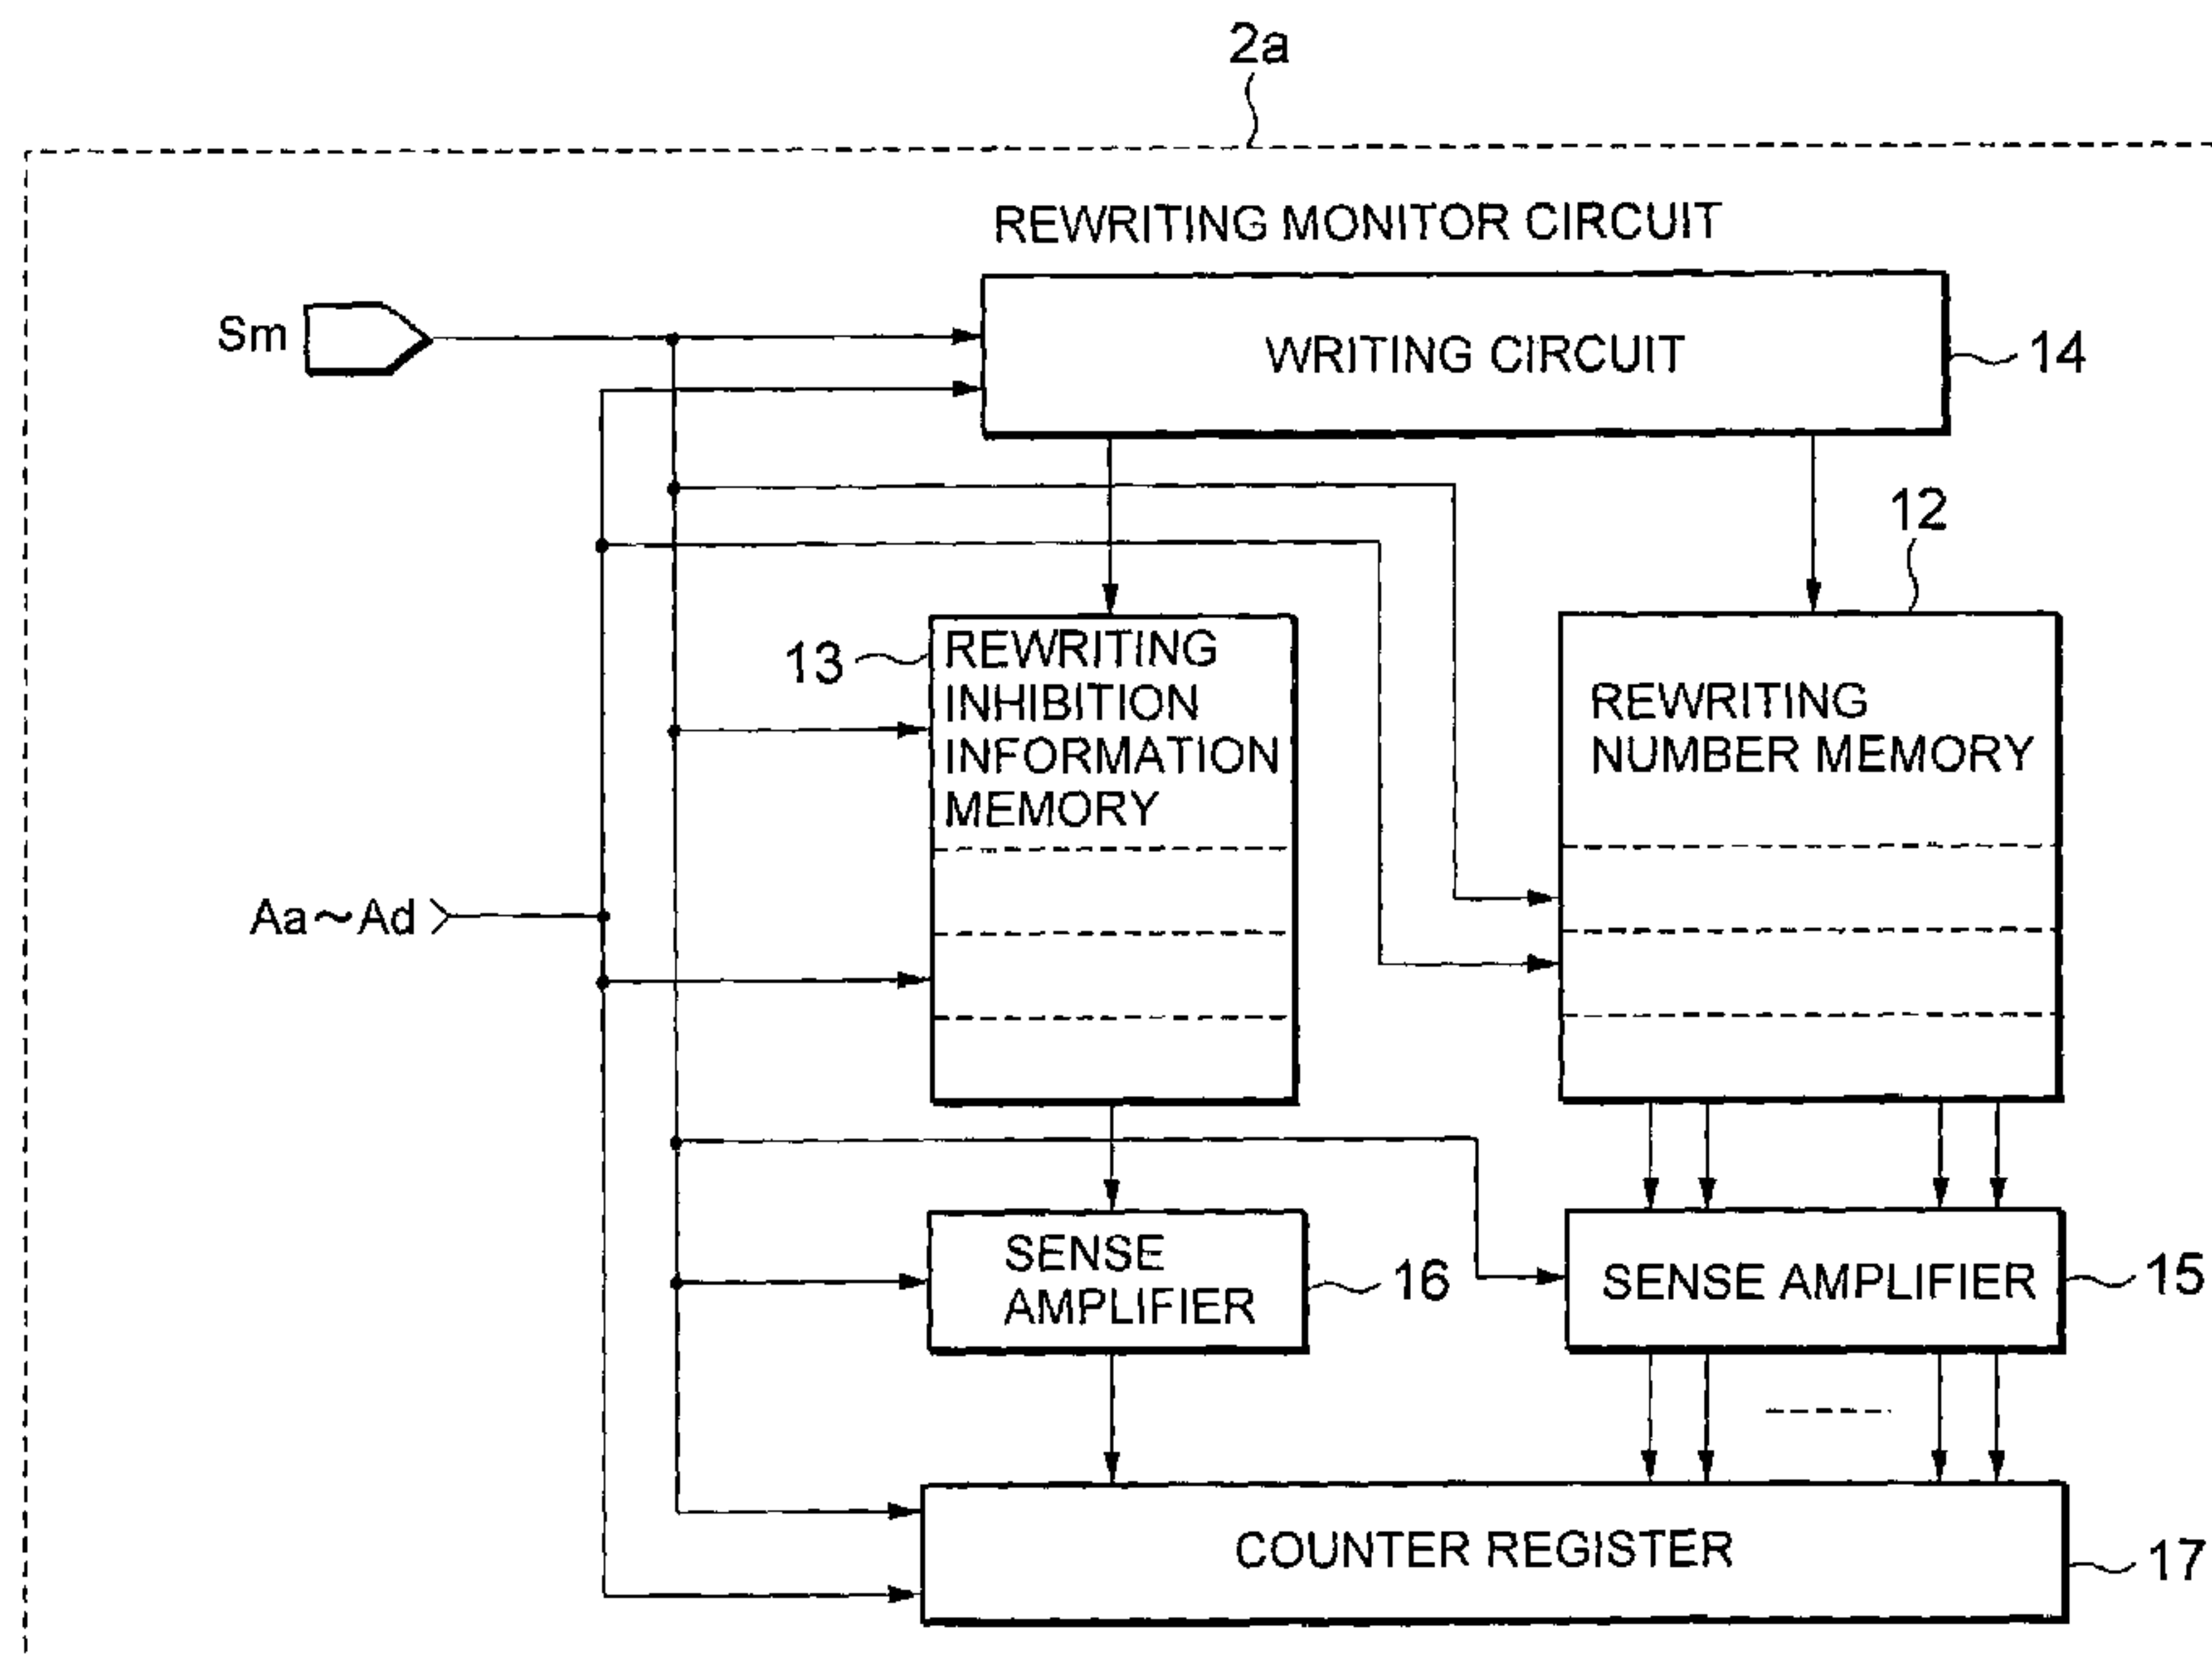 2a
REWRITING MONITOR CIRCUIT
Sm
WRITING CIRCUIT
14
12
13
REWRITING
INHIBITION
INFORMATION
MEMORY
REWRITING
NUMBER MEMORY
Aa~Ad
SENSE
AMPLIFIER
16
SENSE AMPLIFIER
15
COUNTER REGISTER
17